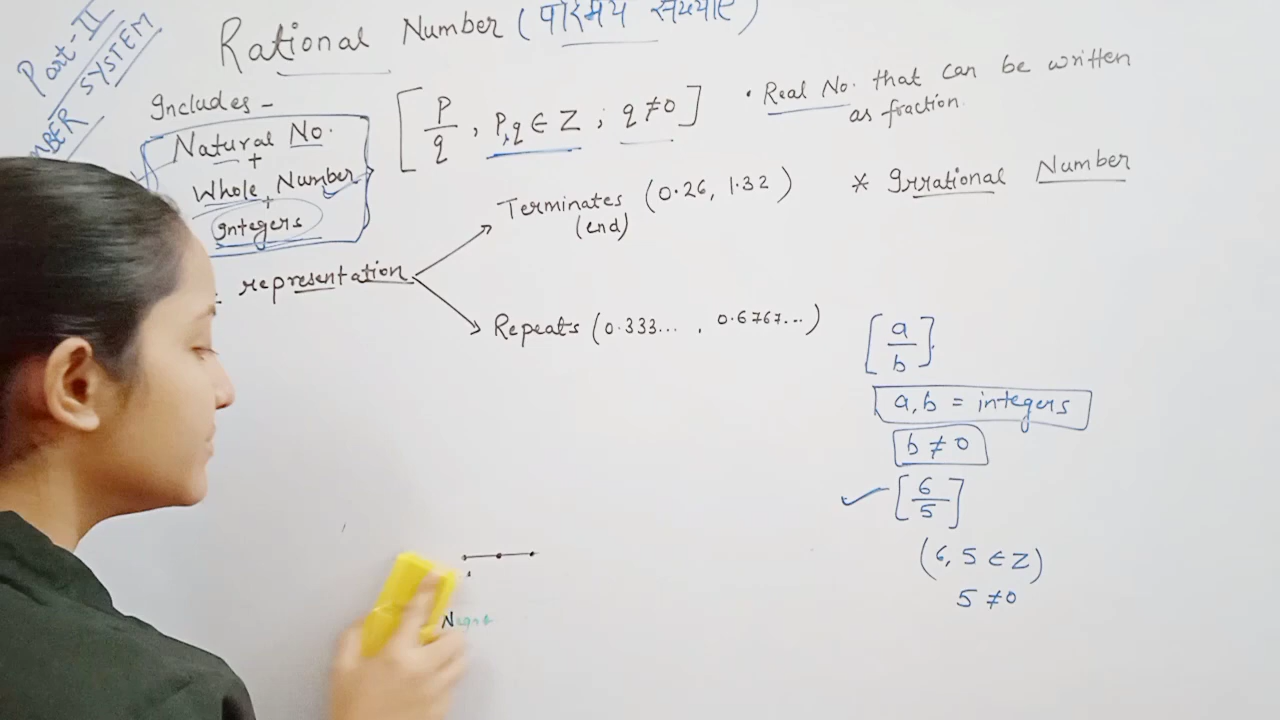 Part-II
SYSTEM
Rational Number (परिमेय संख्याएं)
Includes -
Natural No.
+
Whole Number
+
Integers
[P/q , P,q ∈ Z ; q ≠ 0]
• Real No. that can be written
as fraction.
representation
Terminates (0.26, 1.32)
(end)
Repeats (0.333... , 0.6767...)
* Irrational Number
[a/b]
a, b = integers
b ≠ 0
✓ [6/5]
(6, 5 ∈ Z)
5 ≠ 0